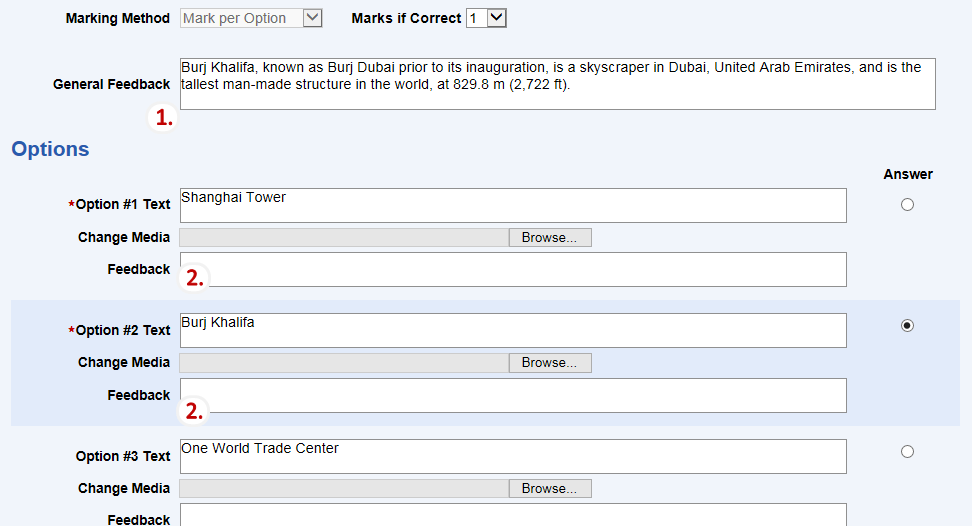 Marking Method Mark per Option Marks if Correct 1
General Feedback Burj Khalifa, known as Burj Dubai prior to its inauguration, is a skyscraper in Dubai, United Arab Emirates, and is the
tallest man-made structure in the world, at 829.8 m (2,722 ft).
1.
Options
Answer
*Option #1 Text Shanghai Tower
Change Media Browse...
Feedback
2.
*Option #2 Text Burj Khalifa
Change Media Browse...
Feedback
2.
Option #3 Text One World Trade Center
Change Media Browse...
Feedback